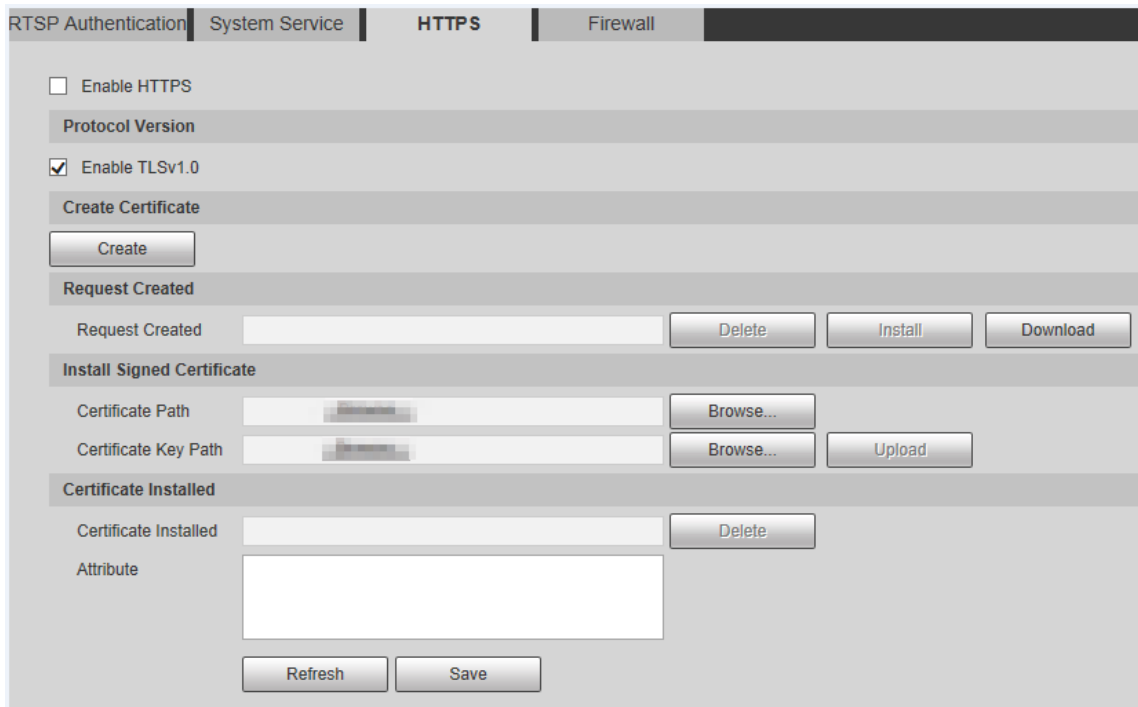 RTSP Authentication System Service HTTPS Firewall
Enable HTTPS
Protocol Version
Enable TLSv1.0
Create Certificate
Create
Request Created
Request Created Delete Install Download
Install Signed Certificate
Certificate Path Browse...
Certificate Key Path Browse... Upload
Certificate Installed
Certificate Installed Delete
Attribute
Refresh Save